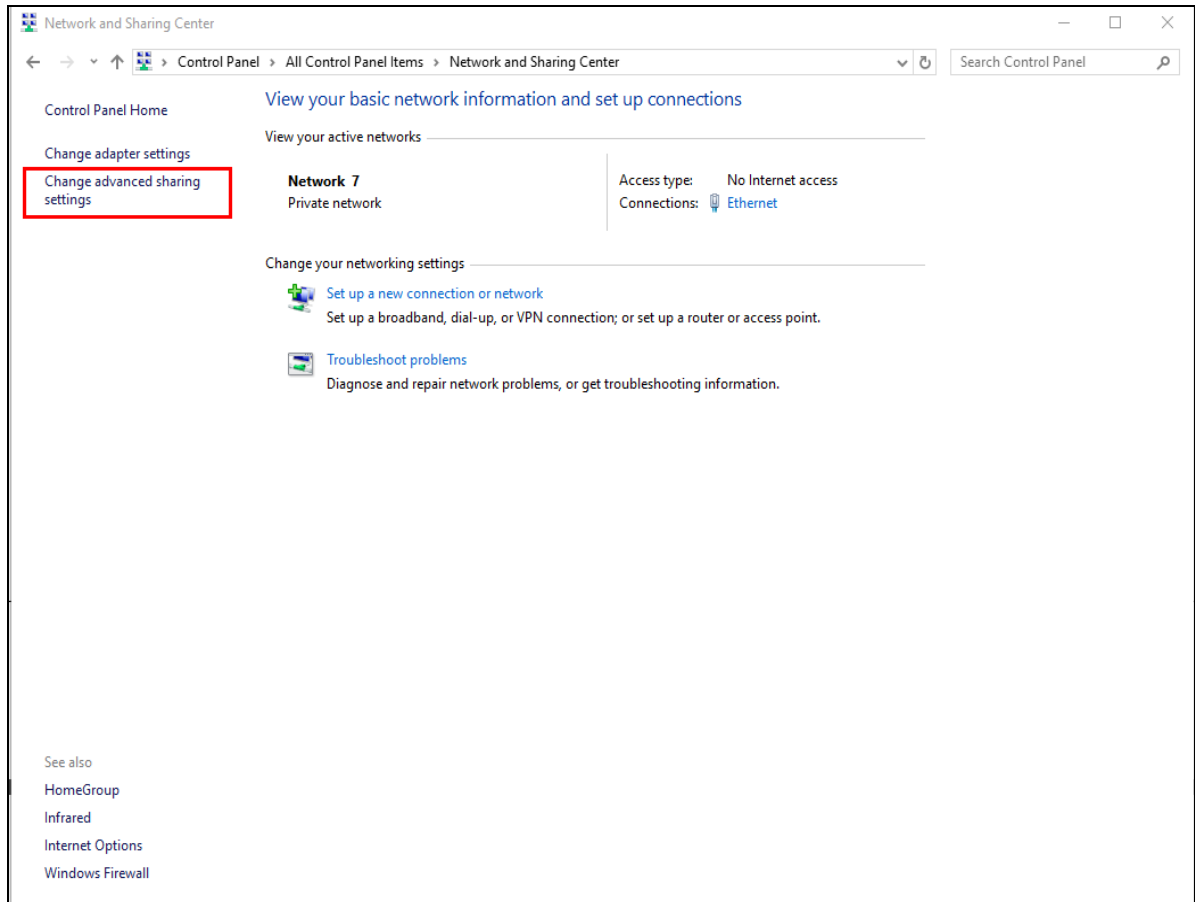 Network and Sharing Center
Control Panel > All Control Panel Items > Network and Sharing Center
Search Control Panel
Control Panel Home
Change adapter settings
Change advanced sharing
settings
View your basic network information and set up connections
View your active networks
Network 7
Private network
Access type: No Internet access
Connections: Ethernet
Change your networking settings
Set up a new connection or network
Set up a broadband, dial-up, or VPN connection; or set up a router or access point.
Troubleshoot problems
Diagnose and repair network problems, or get troubleshooting information.
See also
HomeGroup
Infrared
Internet Options
Windows Firewall